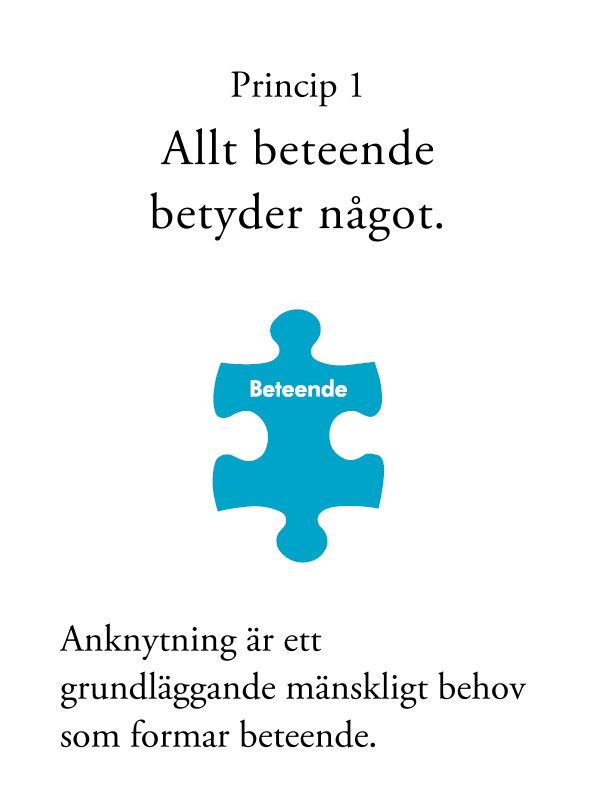 Princip 1
Allt beteende
betyder något.
Beteende
Anknytning är ett
grundläggande mänskligt behov
som formar beteende.